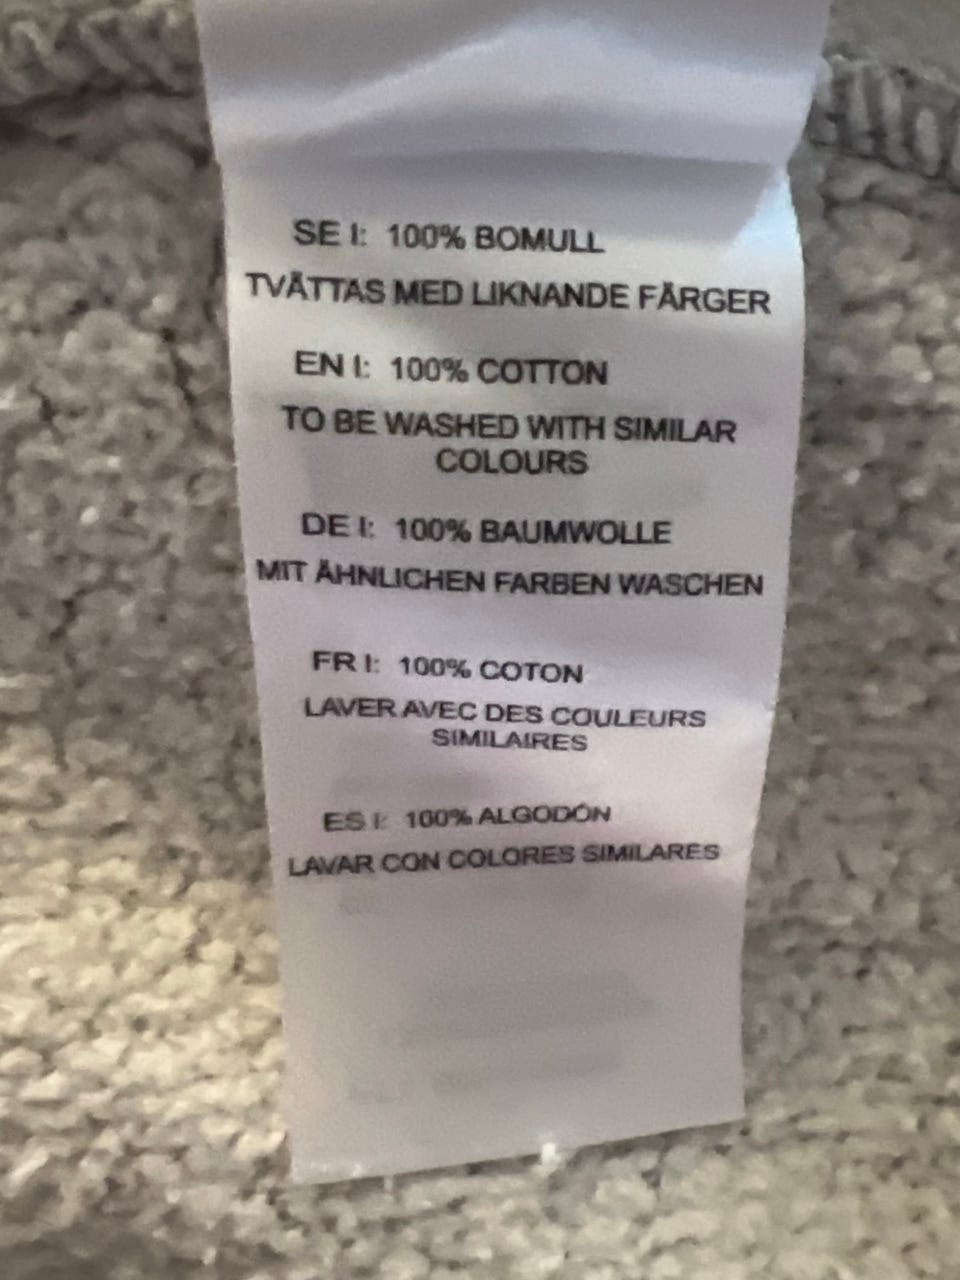 SE I: 100% BOMULL
TVÄTTAS MED LIKNANDE FÄRGER
EN I: 100% COTTON
TO BE WASHED WITH SIMILAR
COLOURS
DE I: 100% BAUMWOLLE
MIT ÄHNLICHEN FARBEN WASCHEN
FR I: 100% COTON
LAVER AVEC DES COULEURS
SIMILAIRES
ES I: 100% ALGODÓN
LAVAR CON COLORES SIMILARES